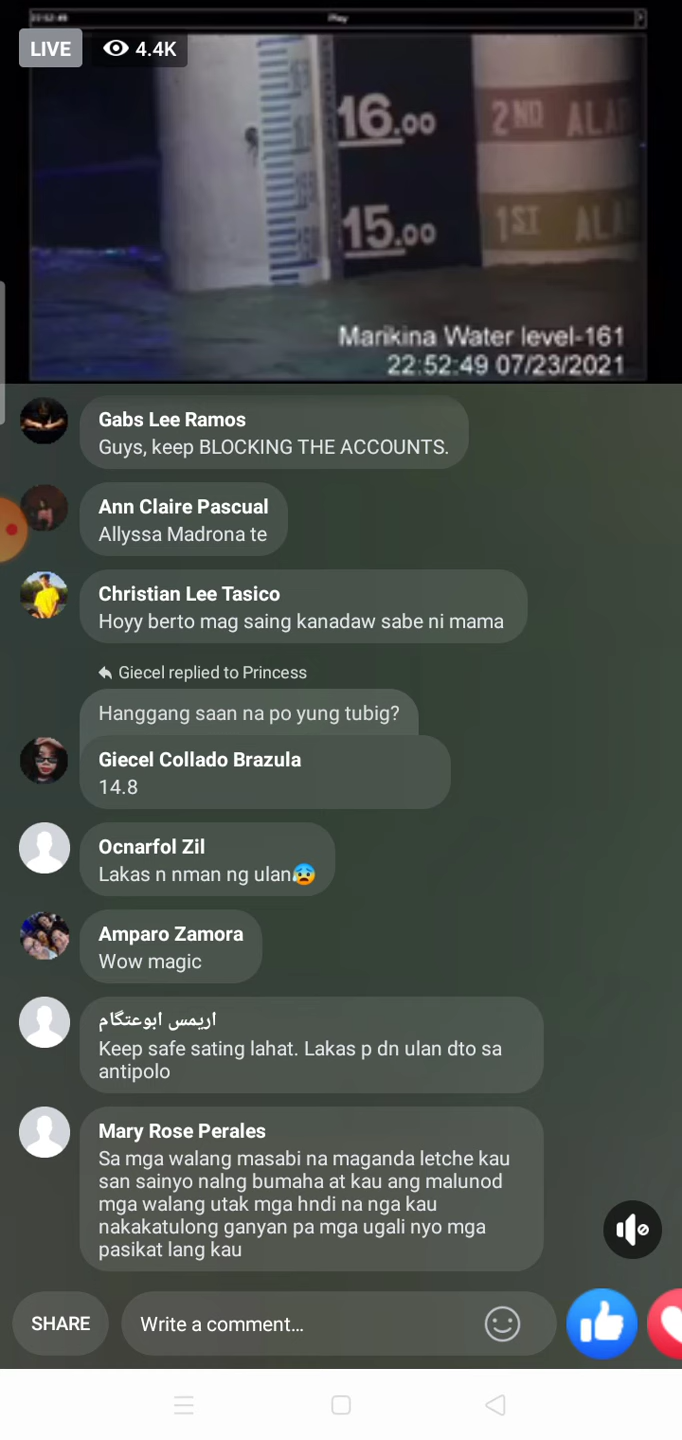 22:52:49
Play
LIVE
4.4K
16.00
2ND ALA
15.00
1ST ALA
Marikina Water level-161
22:52:49 07/23/2021
Gabs Lee Ramos
Guys, keep BLOCKING THE ACCOUNTS.
Ann Claire Pascual
Allyssa Madrona te
Christian Lee Tasico
Hoyy berto mag saing kanadaw sabe ni mama
Giecel replied to Princess
Hanggang saan na po yung tubig?
Giecel Collado Brazula
14.8
Ocnarfol Zil
Lakas n nman ng ulan😰
Amparo Zamora
Wow magic
اريمس ابوعتگام
Keep safe sating lahat. Lakas p dn ulan dto sa
antipolo
Mary Rose Perales
Sa mga walang masabi na maganda letche kau
san sainyo nalng bumaha at kau ang malunod
mga walang utak mga hndi na nga kau
nakakatulong ganyan pa mga ugali nyo mga
pasikat lang kau
SHARE
Write a comment...